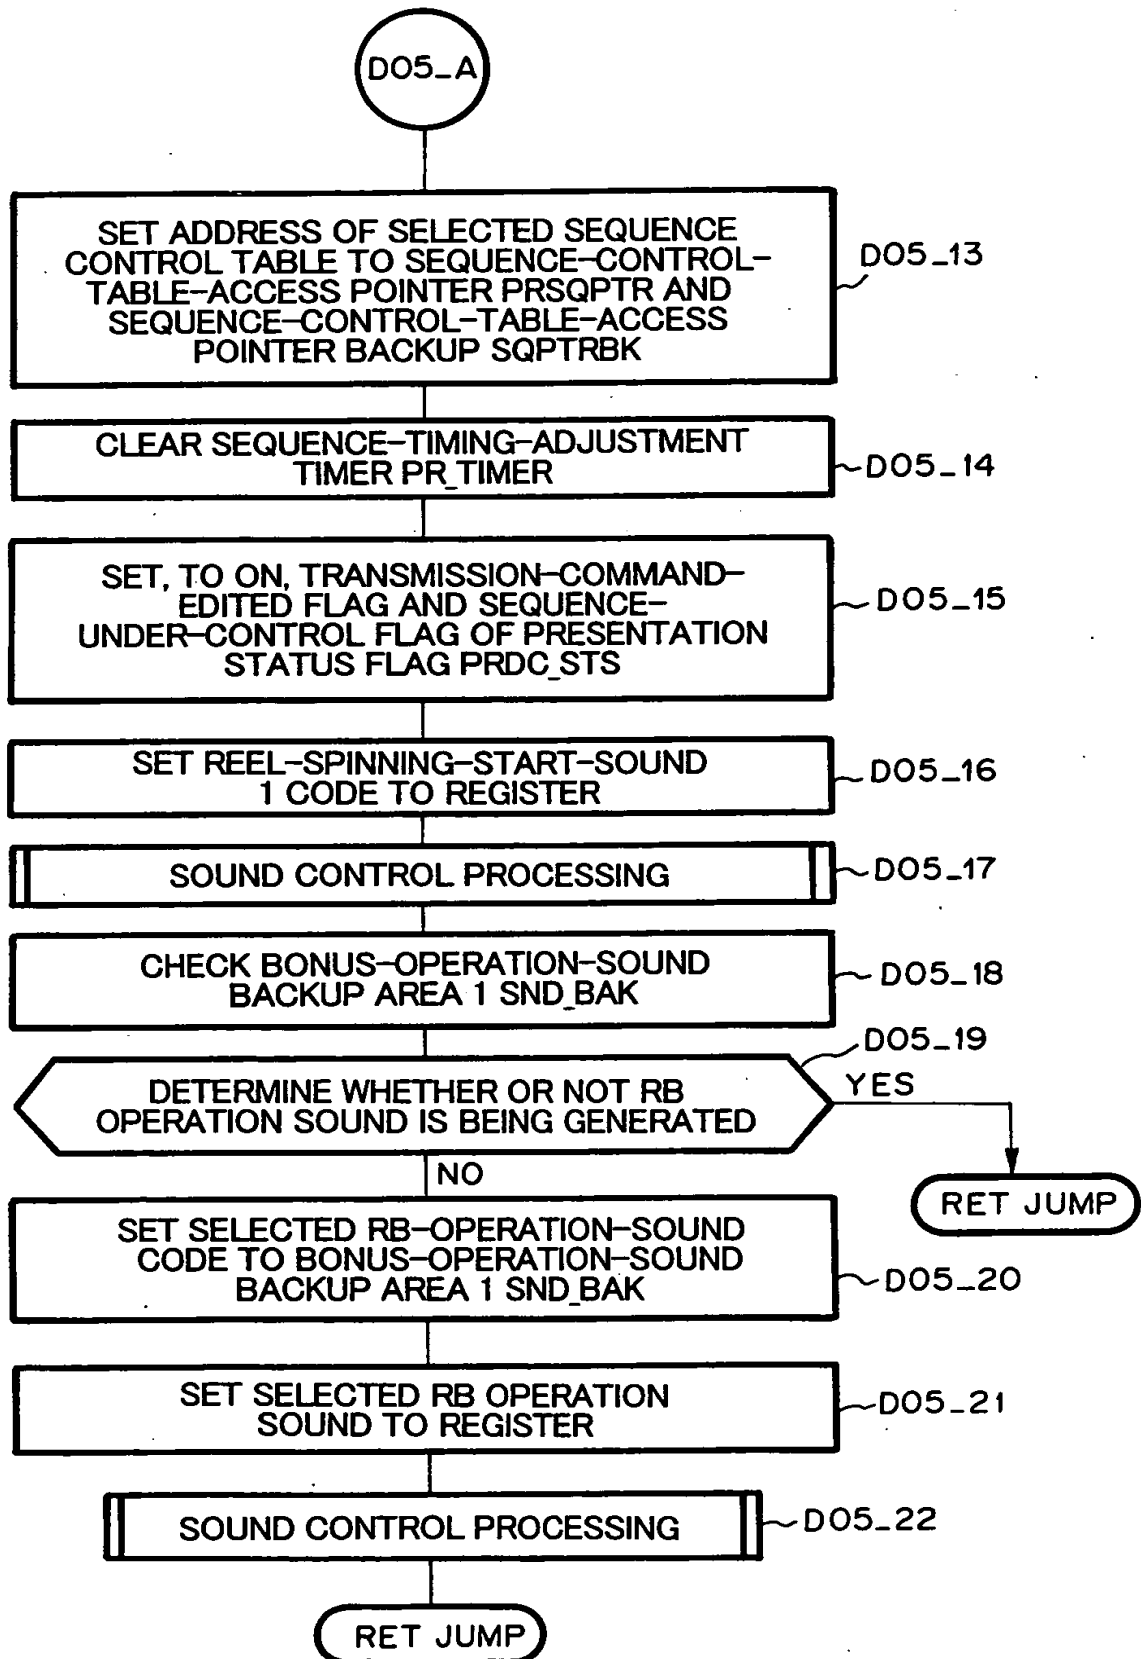 D05_A
SET ADDRESS OF SELECTED SEQUENCE
CONTROL TABLE TO SEQUENCE-CONTROL-
TABLE-ACCESS POINTER PRSQPTR AND
SEQUENCE-CONTROL-TABLE-ACCESS
POINTER BACKUP SQPTRBK
D05_13
CLEAR SEQUENCE-TIMING-ADJUSTMENT
TIMER PR_TIMER
D05_14
SET, TO ON, TRANSMISSION-COMMAND-
EDITED FLAG AND SEQUENCE-
UNDER-CONTROL FLAG OF PRESENTATION
STATUS FLAG PRDC_STS
D05_15
SET REEL-SPINNING-START-SOUND
1 CODE TO REGISTER
D05_16
SOUND CONTROL PROCESSING
D05_17
CHECK BONUS-OPERATION-SOUND
BACKUP AREA 1 SND_BAK
D05_18
D05_19
DETERMINE WHETHER OR NOT RB
OPERATION SOUND IS BEING GENERATED
YES
NO
RET JUMP
SET SELECTED RB-OPERATION-SOUND
CODE TO BONUS-OPERATION-SOUND
BACKUP AREA 1 SND_BAK
D05_20
SET SELECTED RB OPERATION
SOUND TO REGISTER
D05_21
SOUND CONTROL PROCESSING
D05_22
RET JUMP